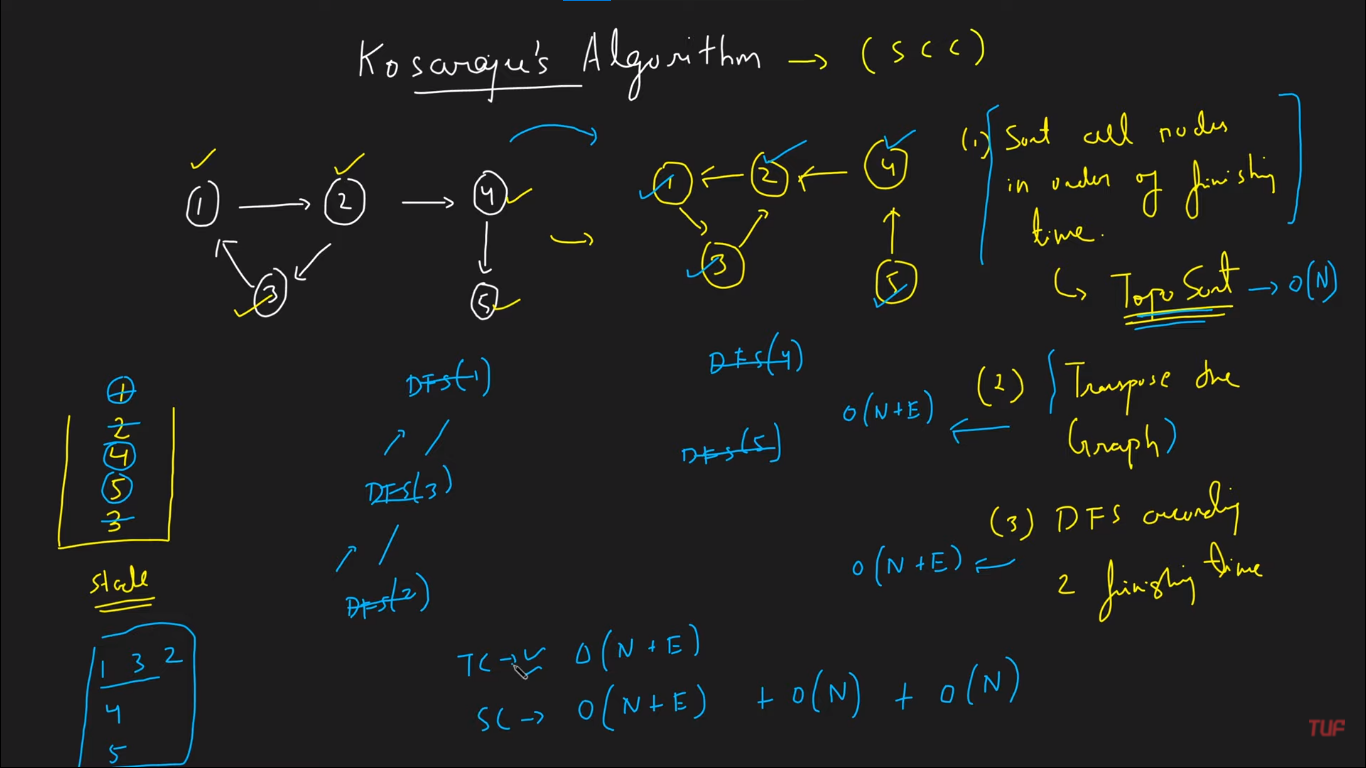 Kosaraju's Algorithm → (SCC)
1 2 4
3 5
1 2 4
3 5
(1) Sort all nodes
in order of finishing
time.
Topo Sort → O(N)
(2) Transpose the
Graph
O(N+E) ←
(3) DFS according
2 finishing time
O(N+E) ←
DFS(1)
DFS(3)
DFS(2)
DFS(4)
DFS(5)
1
2
4
5
3
1 3 2
4
5
TC → O(N+E)
SC → O(N+E) + O(N) + O(N)
TUF